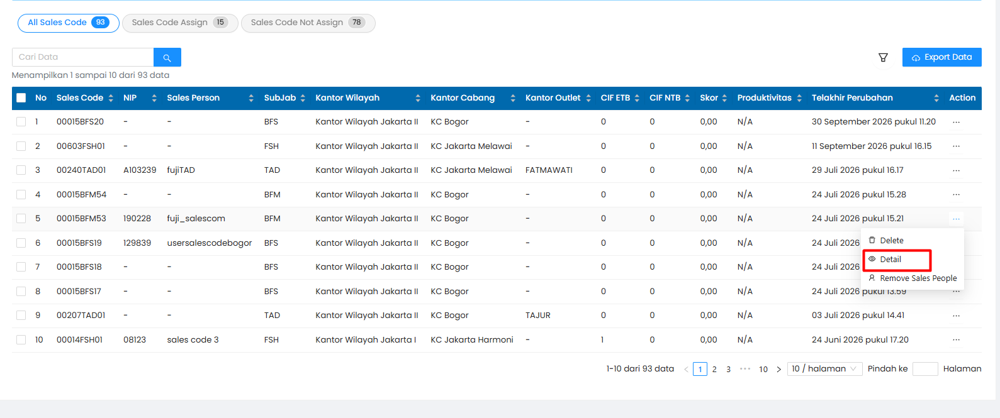 All Sales Code 93 Sales Code Assign 15 Sales Code Not Assign 78
Cari Data Export Data
Menampilkan 1 sampai 10 dari 93 data
No Sales Code NIP Sales Person SubJab Kantor Wilayah Kantor Cabang Kantor Outlet CIF ETB CIF NTB Skor Produktivitas Telakhir Perubahan Action
1 00015BFS20 - - BFS Kantor Wilayah Jakarta II KC Bogor - 0 0 0,00 N/A 30 September 2026 pukul 11.20 ...
2 00603FSH01 - - FSH Kantor Wilayah Jakarta II KC Jakarta Melawai - 0 0 0,00 N/A 11 September 2026 pukul 16.15 ...
3 00240TAD01 A103239 fujiTAD TAD Kantor Wilayah Jakarta II KC Jakarta Melawai FATMAWATI 0 0 0,00 N/A 29 Juli 2026 pukul 16.17 ...
4 00015BFM54 - - BFM Kantor Wilayah Jakarta II KC Bogor - 0 0 0,00 N/A 24 Juli 2026 pukul 15.28 ...
5 00015BFM53 190228 fuji_salescom BFM Kantor Wilayah Jakarta II KC Bogor - 0 0 0,00 N/A 24 Juli 2026 pukul 15.21 ...
6 00015BFS19 129839 usersalescodebogor BFS Kantor Wilayah Jakarta II KC Bogor - 0 0 0,00 N/A 24 Juli 2026
Delete
Detail
Remove Sales People
7 00015BFS18 - - BFS Kantor Wilayah Jakarta II KC Bogor - 0 0 0,00 N/A 24 Juli 2026
8 00015BFS17 - - BFS Kantor Wilayah Jakarta II KC Bogor - 0 0 0,00 N/A 24 Juli 2026 pukul 13.59 ...
9 00207TAD01 - - TAD Kantor Wilayah Jakarta II KC Bogor TAJUR 0 0 0,00 N/A 03 Juli 2026 pukul 14.41 ...
10 00014FSH01 08123 sales code 3 FSH Kantor Wilayah Jakarta I KC Jakarta Harmoni - 1 0 0,00 N/A 24 Juni 2026 pukul 17.20 ...
1-10 dari 93 data < 1 2 3 ••• 10 > 10 / halaman Pindah ke Halaman